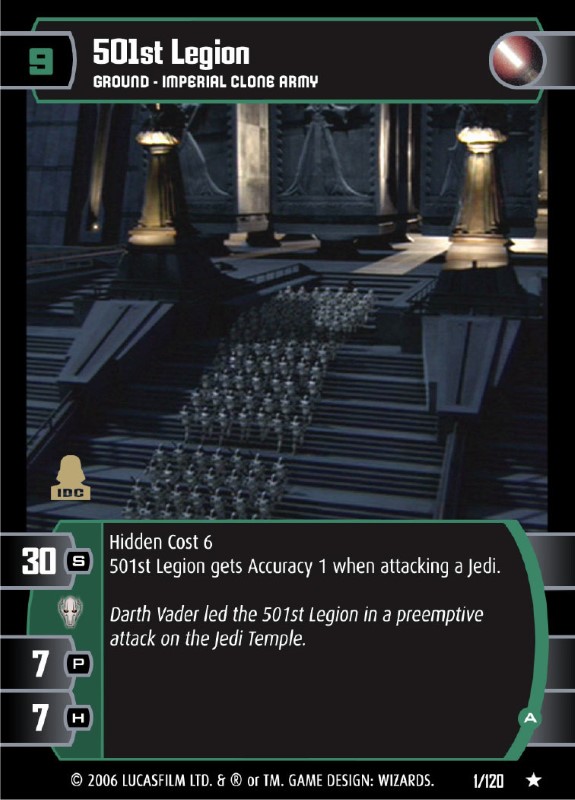 9
501st Legion
GROUND - IMPERIAL CLONE ARMY
IDC
Hidden Cost 6
30 S
501st Legion gets Accuracy 1 when attacking a Jedi.
Darth Vader led the 501st Legion in a preemptive
attack on the Jedi Temple.
7 P
7 H
A
© 2006 LUCASFILM LTD. & ® or TM. GAME DESIGN: WIZARDS. 1/120 ★